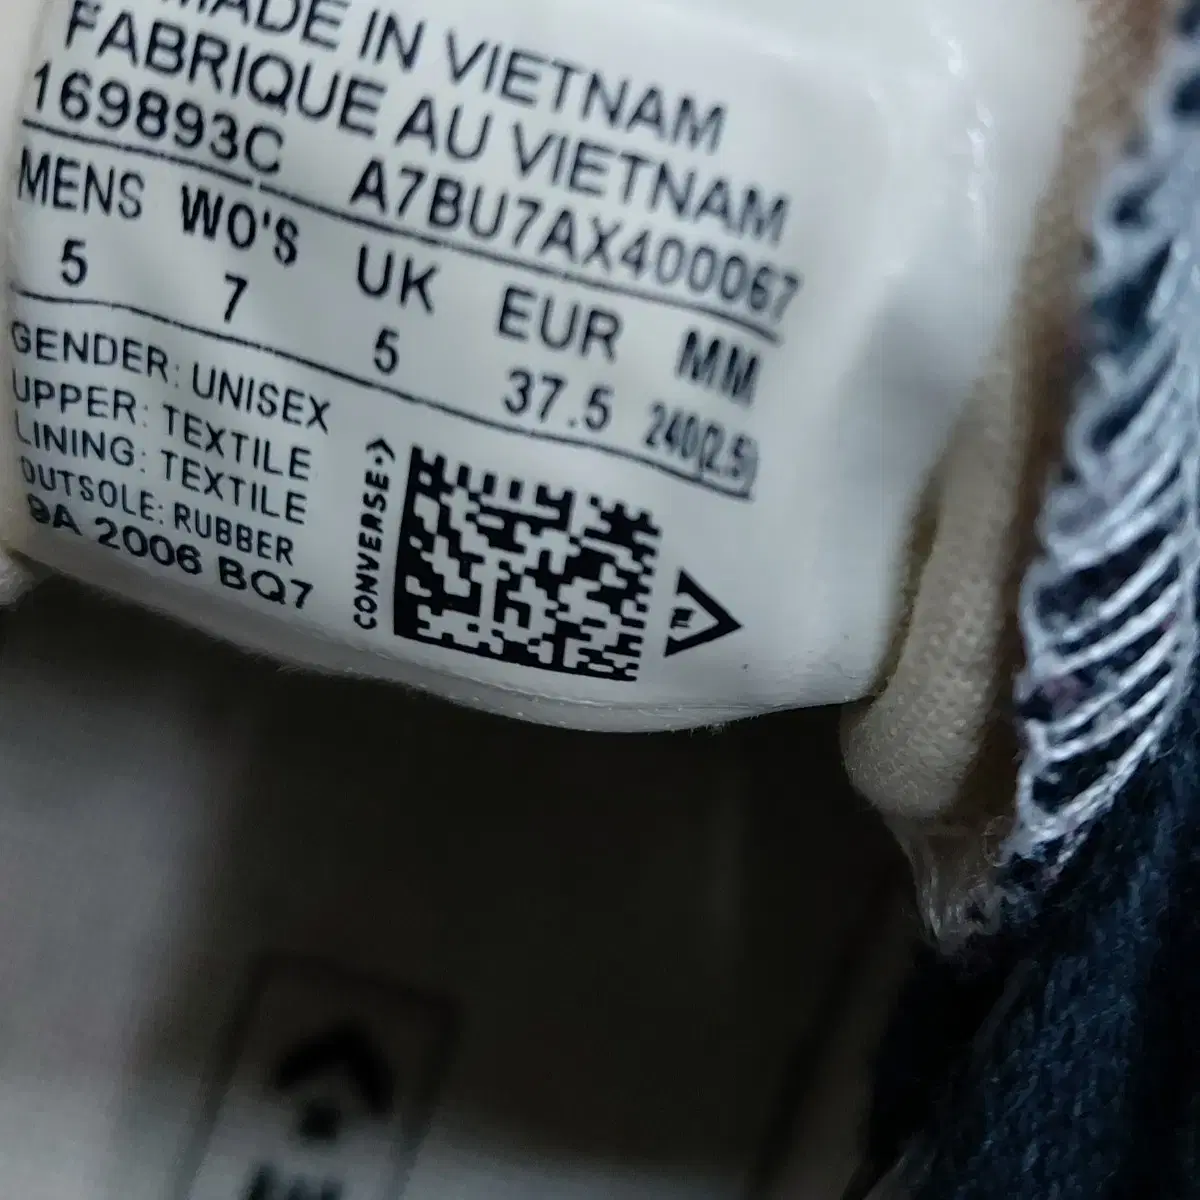 MADE IN VIETNAM
FABRIQUE AU VIETNAM
169893C A7BU7AX400067
MENS WO'S UK EUR MM
5 7 5 37.5 240(2.5)
GENDER: UNISEX
UPPER: TEXTILE
LINING: TEXTILE
OUTSOLE: RUBBER
9A 2006 BQ7
CONVERSE